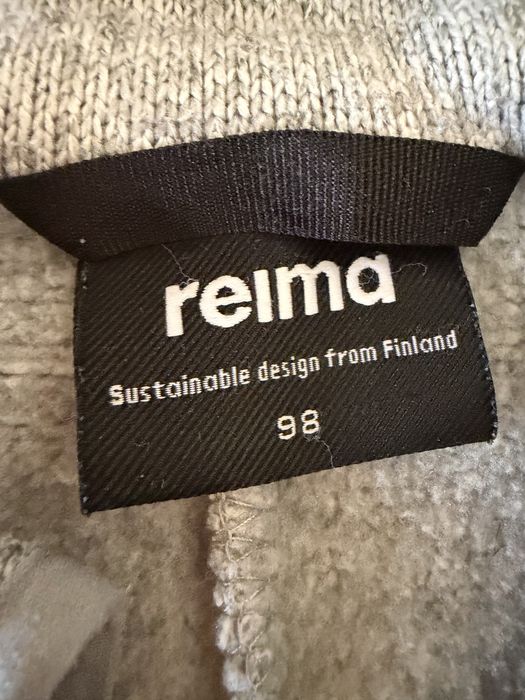 reima
Sustainable design from Finland
98